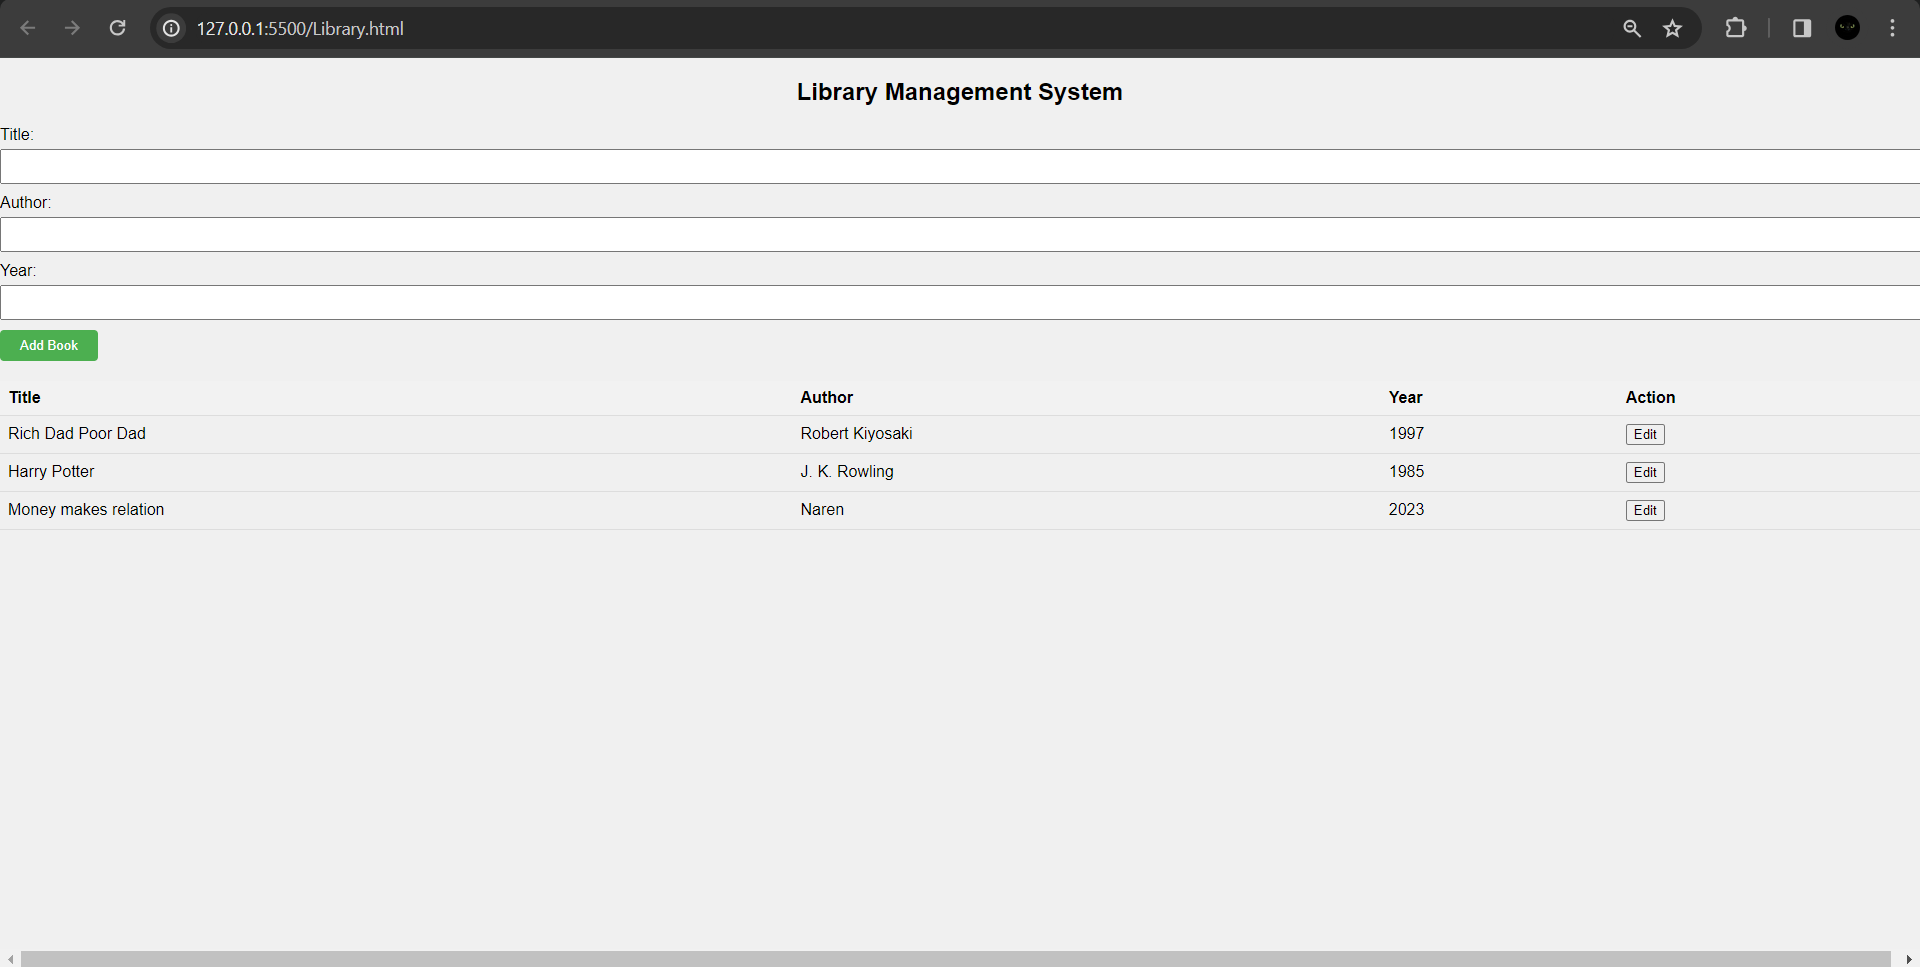 127.0.0.1:5500/Library.html
Library Management System
Title:
Author:
Year:
Add Book
Title Author Year Action
Rich Dad Poor Dad Robert Kiyosaki 1997 Edit
Harry Potter J. K. Rowling 1985 Edit
Money makes relation Naren 2023 Edit